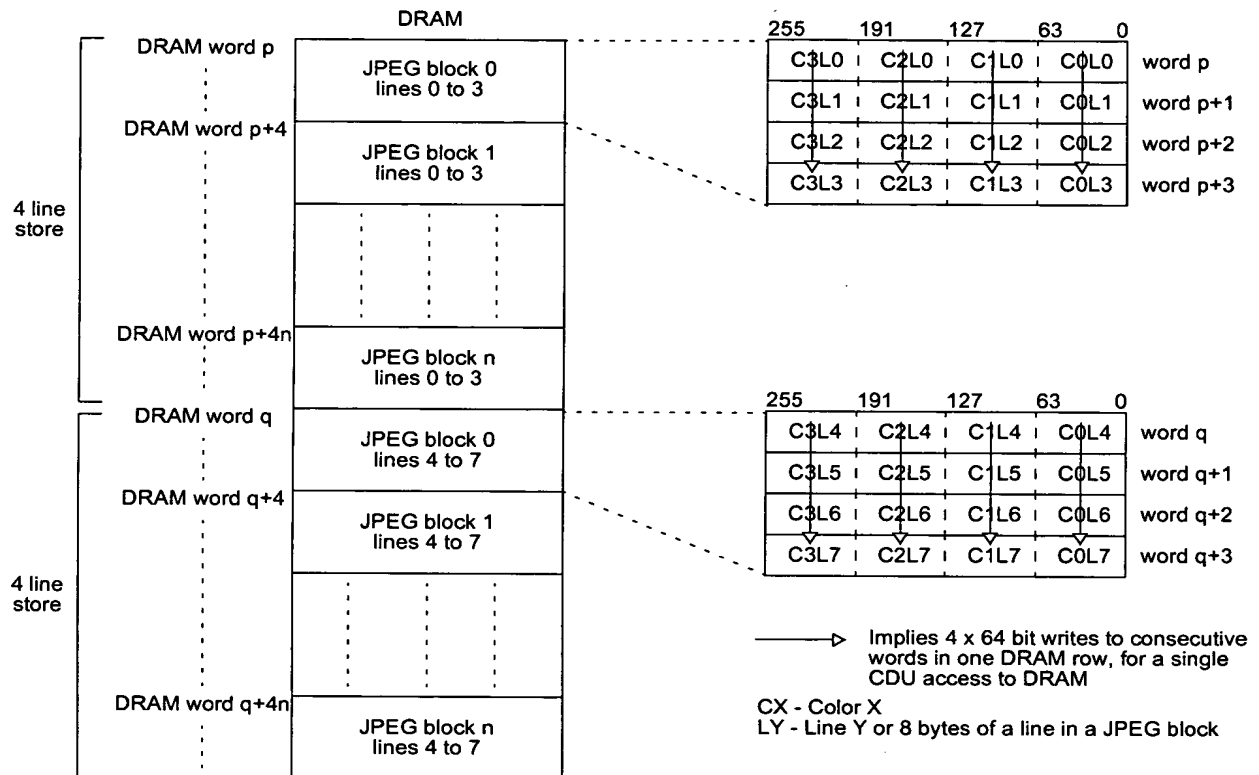 DRAM
DRAM word p
JPEG block 0
lines 0 to 3
DRAM word p+4
JPEG block 1
lines 0 to 3
4 line
store
DRAM word p+4n
JPEG block n
lines 0 to 3
DRAM word q
JPEG block 0
lines 4 to 7
DRAM word q+4
JPEG block 1
lines 4 to 7
4 line
store
DRAM word q+4n
JPEG block n
lines 4 to 7
255 191 127 63 0
C3L0 C2L0 C1L0 C0L0 word p
C3L1 C2L1 C1L1 C0L1 word p+1
C3L2 C2L2 C1L2 C0L2 word p+2
C3L3 C2L3 C1L3 C0L3 word p+3
255 191 127 63 0
C3L4 C2L4 C1L4 C0L4 word q
C3L5 C2L5 C1L5 C0L5 word q+1
C3L6 C2L6 C1L6 C0L6 word q+2
C3L7 C2L7 C1L7 C0L7 word q+3
Implies 4 x 64 bit writes to consecutive
words in one DRAM row, for a single
CDU access to DRAM
CX - Color X
LY - Line Y or 8 bytes of a line in a JPEG block